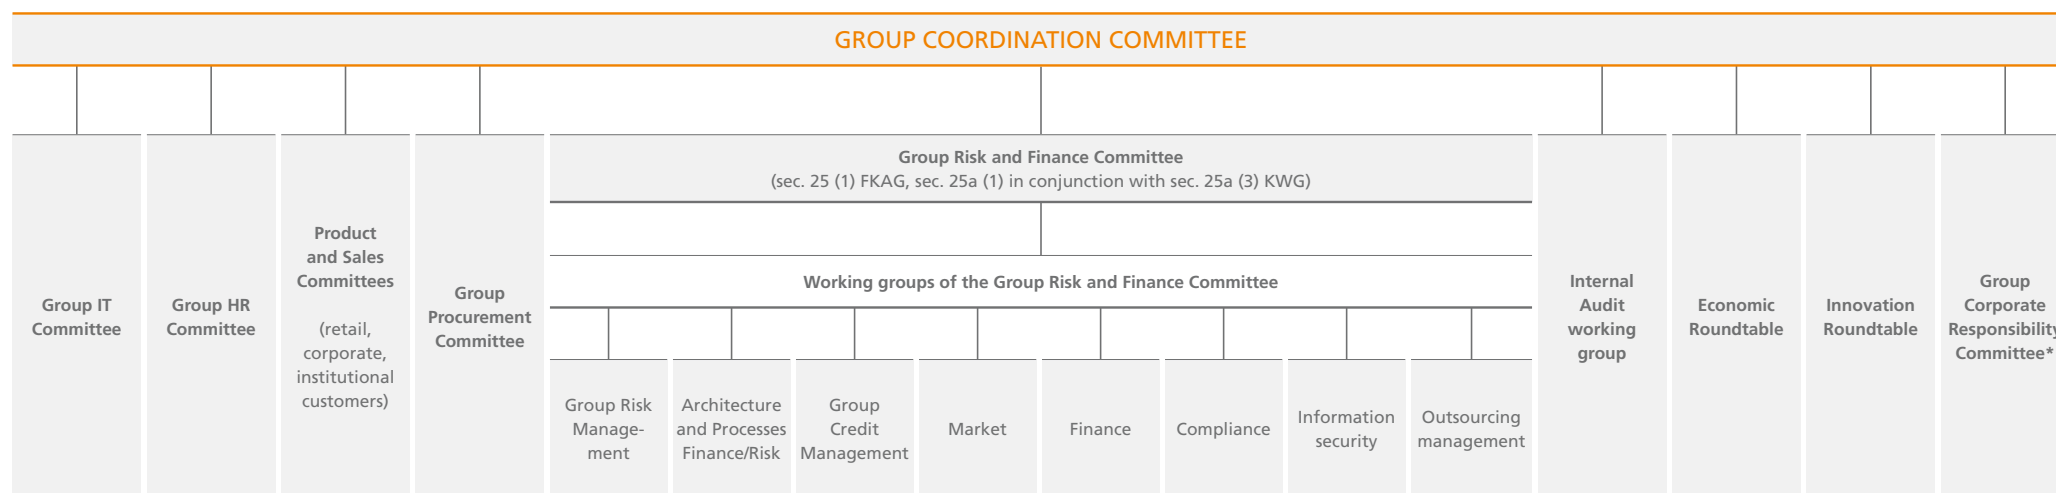 GROUP COORDINATION COMMITTEE
Group IT
Committee
Group HR
Committee
Product
and Sales
Committees
(retail,
corporate,
institutional
customers)
Group
Procurement
Committee
Group Risk and Finance Committee
(sec. 25 (1) FKAG, sec. 25a (1) in conjunction with sec. 25a (3) KWG)
Working groups of the Group Risk and Finance Committee
Group Risk
Manage-
ment
Architecture
and Processes
Finance/Risk
Group
Credit
Management
Market
Finance
Compliance
Information
security
Outsourcing
management
Internal
Audit
working
group
Economic
Roundtable
Innovation
Roundtable
Group
Corporate
Responsibility
Committee*